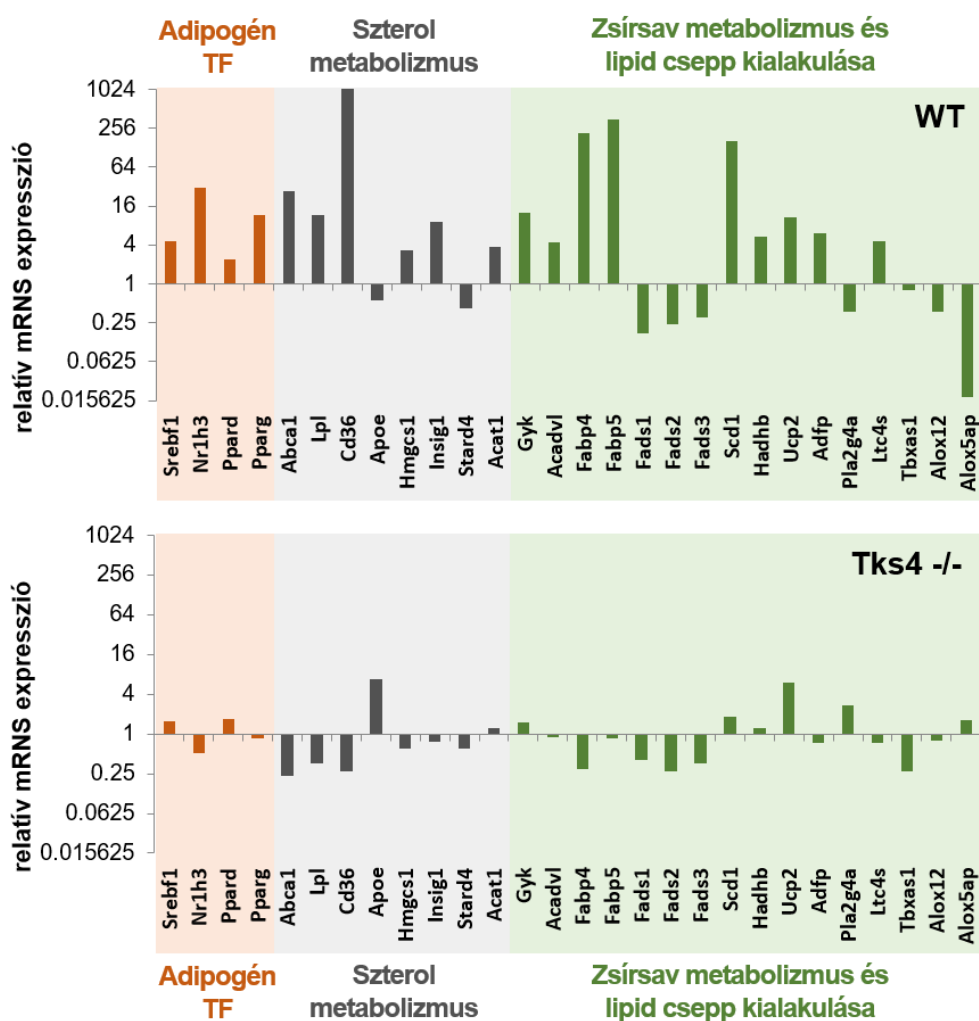 Adipogén
TF
Szterol
metabolizmus
Zsírsav metabolizmus és
lipid csepp kialakulása
WT
relatív mRNS expresszió
1024
256
64
16
4
1
0.25
0.0625
0.015625
Srebf1
Nr1h3
Ppard
Pparg
Abca1
Lpl
Cd36
Apoe
Hmgcs1
Insig1
Stard4
Acat1
Gyk
Acadvl
Fabp4
Fabp5
Fads1
Fads2
Fads3
Scd1
Hadhb
Ucp2
Adfp
Pla2g4a
Ltc4s
Tbxas1
Alox12
Alox5ap
Tks4 -/-
relatív mRNS expresszió
1024
256
64
16
4
1
0.25
0.0625
0.015625
Srebf1
Nr1h3
Ppard
Pparg
Abca1
Lpl
Cd36
Apoe
Hmgcs1
Insig1
Stard4
Acat1
Gyk
Acadvl
Fabp4
Fabp5
Fads1
Fads2
Fads3
Scd1
Hadhb
Ucp2
Adfp
Pla2g4a
Ltc4s
Tbxas1
Alox12
Alox5ap
Adipogén
TF
Szterol
metabolizmus
Zsírsav metabolizmus és
lipid csepp kialakulása